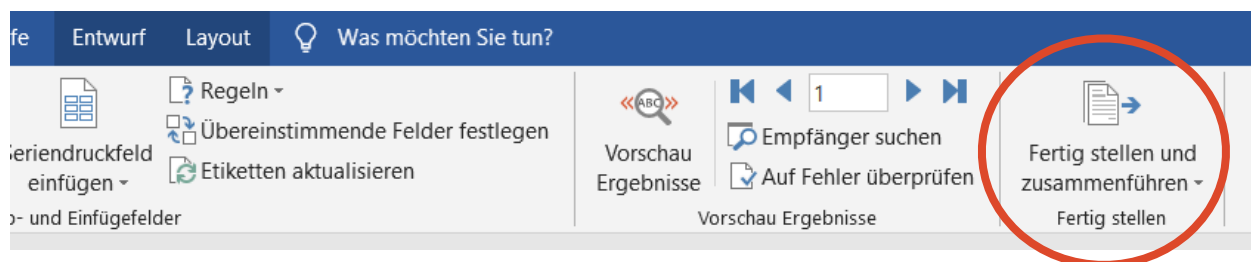 fe Entwurf Layout Was möchten Sie tun?
Seriendruckfeld
einfügen
Regeln
Übereinstimmende Felder festlegen
Etiketten aktualisieren
o- und Einfügefelder
«ABC»
Vorschau
Ergebnisse
1
Empfänger suchen
Auf Fehler überprüfen
Vorschau Ergebnisse
Fertig stellen und
zusammenführen
Fertig stellen